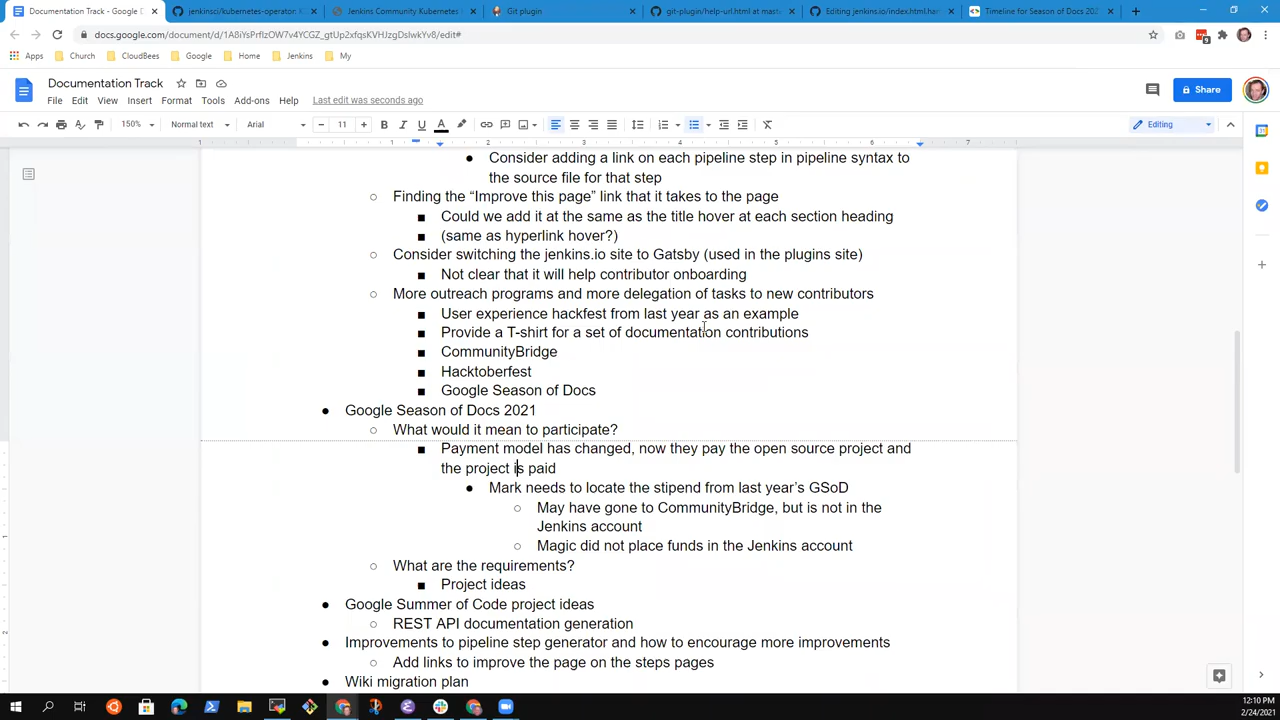 Documentation Track - Google D
jenkinsci/kubernetes-operator: K
Jenkins Community Kubernetes
Git plugin
git-plugin/help-url.html at mast
Editing jenkins.io/index.html.ha
Timeline for Season of Docs 202
docs.google.com/document/d/1A8iYsPrflzOW7v4YCGZ_gtUp2xfqsKVHJzgDslwkYv8/edit#
Apps
Church
CloudBees
Google
Home
Jenkins
My
Documentation Track
File Edit View Insert Format Tools Add-ons Help Last edit was seconds ago
Share
150% Normal text Arial 11 Editing
1 1 2 3 4 5 6 7
Consider adding a link on each pipeline step in pipeline syntax to
the source file for that step
Finding the “Improve this page” link that it takes to the page
Could we add it at the same as the title hover at each section heading
(same as hyperlink hover?)
Consider switching the jenkins.io site to Gatsby (used in the plugins site)
Not clear that it will help contributor onboarding
More outreach programs and more delegation of tasks to new contributors
User experience hackfest from last year as an example
Provide a T-shirt for a set of documentation contributions
CommunityBridge
Hacktoberfest
Google Season of Docs
Google Season of Docs 2021
What would it mean to participate?
Payment model has changed, now they pay the open source project and
the project is paid
Mark needs to locate the stipend from last year’s GSoD
May have gone to CommunityBridge, but is not in the
Jenkins account
Magic did not place funds in the Jenkins account
What are the requirements?
Project ideas
Google Summer of Code project ideas
REST API documentation generation
Improvements to pipeline step generator and how to encourage more improvements
Add links to improve the page on the steps pages
Wiki migration plan
12:10 PM
2/24/2021